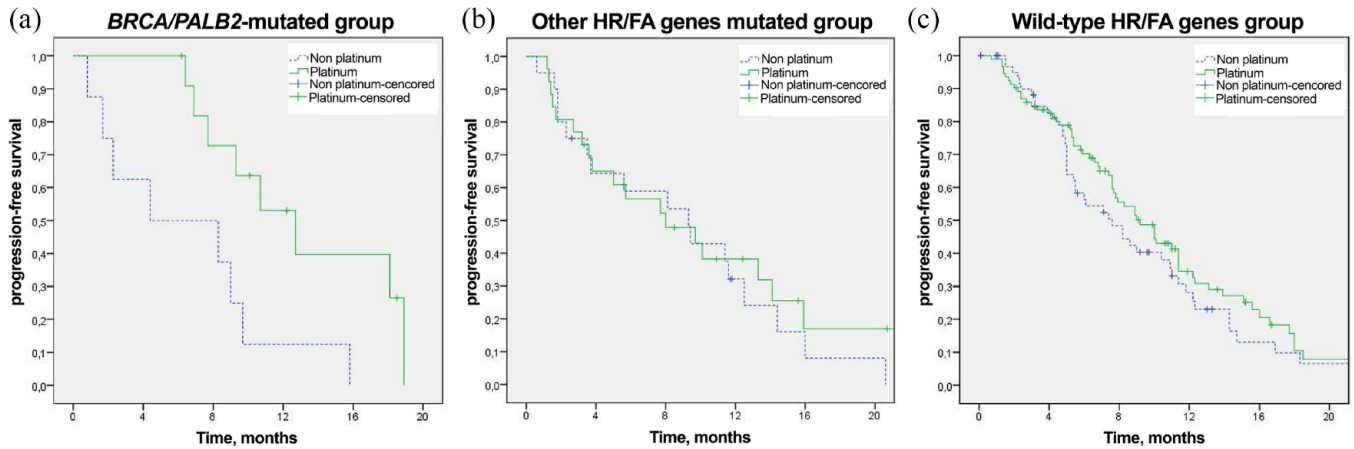 (a) BRCA/PALB2-mutated group
Non platinum
Platinum
Non platinum-cencored
Platinum-censored
progression-free survival
1,0
0,9
0,8
0,7
0,6
0,5
0,4
0,3
0,2
0,1
0,0
0 4 8 12 16 20
Time, months
(b) Other HR/FA genes mutated group
Non platinum
Platinum
Non platinum-cencored
Platinum-censored
progression-free survival
1,0
0,9
0,8
0,7
0,6
0,5
0,4
0,3
0,2
0,1
0,0
0 4 8 12 16 20
Time, months
(c) Wild-type HR/FA genes group
Non platinum
Platinum
Non platinum-cencored
Platinum-censored
progression-free survival
1,0
0,9
0,8
0,7
0,6
0,5
0,4
0,3
0,2
0,1
0,0
0 4 8 12 16 20
Time, months